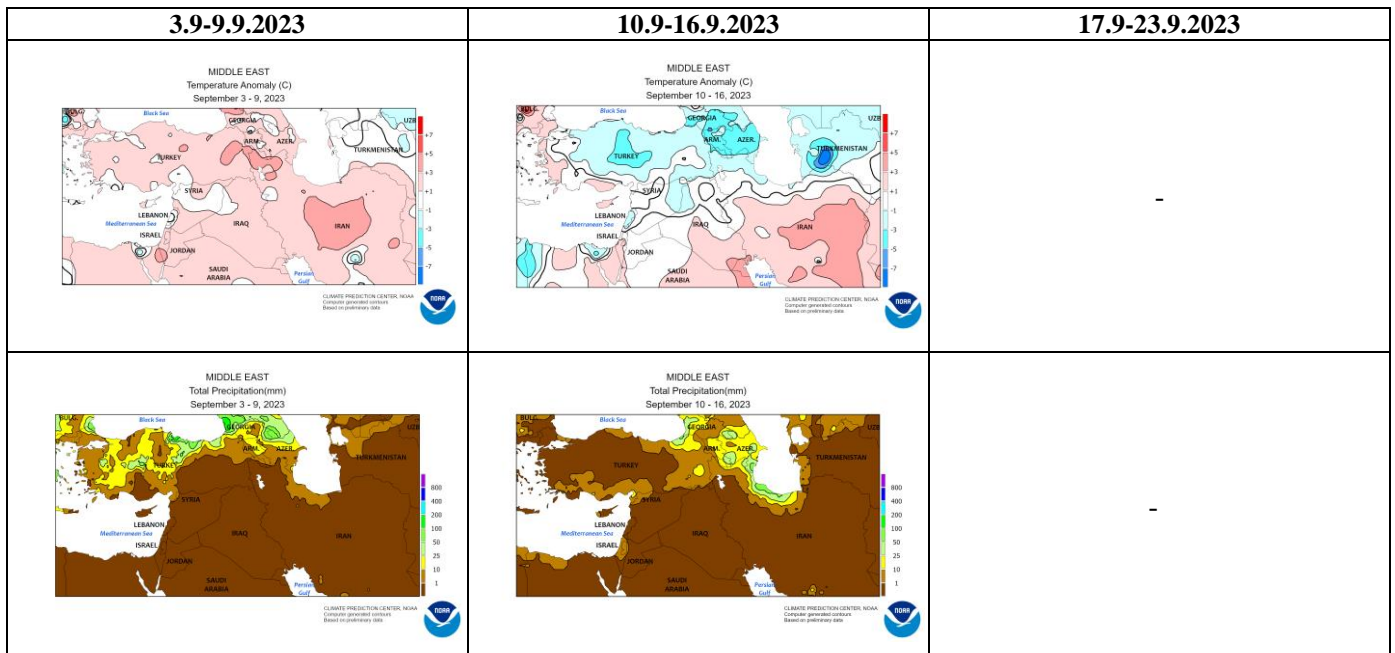 3.9-9.9.2023
10.9-16.9.2023
17.9-23.9.2023
MIDDLE EAST
Temperature Anomaly (C)
September 3 - 9, 2023
BULG.
Black Sea
GEORGIA
UZB
ARM.
AZER.
TURKMENISTAN
TURKEY
SYRIA
LEBANON
Mediterranean Sea
IRAQ
IRAN
ISRAEL
JORDAN
SAUDI
ARABIA
Persian
Gulf
+7
+5
+3
+1
-1
-3
-5
-7
CLIMATE PREDICTION CENTER, NOAA
Computer generated contours
Based on preliminary data
NOAA
MIDDLE EAST
Temperature Anomaly (C)
September 10 - 16, 2023
BULG.
Black Sea
GEORGIA
UZB
ARM.
AZER.
TURKMENISTAN
TURKEY
SYRIA
LEBANON
Mediterranean Sea
IRAQ
IRAN
ISRAEL
JORDAN
SAUDI
ARABIA
Persian
Gulf
+7
+5
+3
+1
-1
-3
-5
-7
CLIMATE PREDICTION CENTER, NOAA
Computer generated contours
Based on preliminary data
NOAA
-
MIDDLE EAST
Total Precipitation(mm)
September 3 - 9, 2023
BULG.
Black Sea
GEORGIA
UZB
ARM.
AZER.
TURKMENISTAN
TURKEY
SYRIA
LEBANON
Mediterranean Sea
IRAQ
IRAN
ISRAEL
JORDAN
SAUDI
ARABIA
Persian
Gulf
800
400
200
100
50
25
10
1
CLIMATE PREDICTION CENTER, NOAA
Computer generated contours
Based on preliminary data
NOAA
MIDDLE EAST
Total Precipitation(mm)
September 10 - 16, 2023
BULG.
Black Sea
GEORGIA
UZB
ARM.
AZER.
TURKMENISTAN
TURKEY
SYRIA
LEBANON
Mediterranean Sea
IRAQ
IRAN
ISRAEL
JORDAN
SAUDI
ARABIA
Persian
Gulf
800
400
200
100
50
25
10
1
CLIMATE PREDICTION CENTER, NOAA
Computer generated contours
Based on preliminary data
NOAA
-